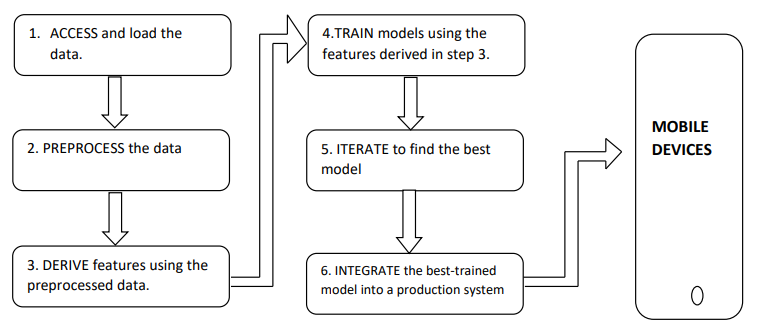 1. ACCESS and load the
data.
2. PREPROCESS the data
3. DERIVE features using the
preprocessed data.
4.TRAIN models using the
features derived in step 3.
5. ITERATE to find the best
model
6. INTEGRATE the best-trained
model into a production system
MOBILE
DEVICES